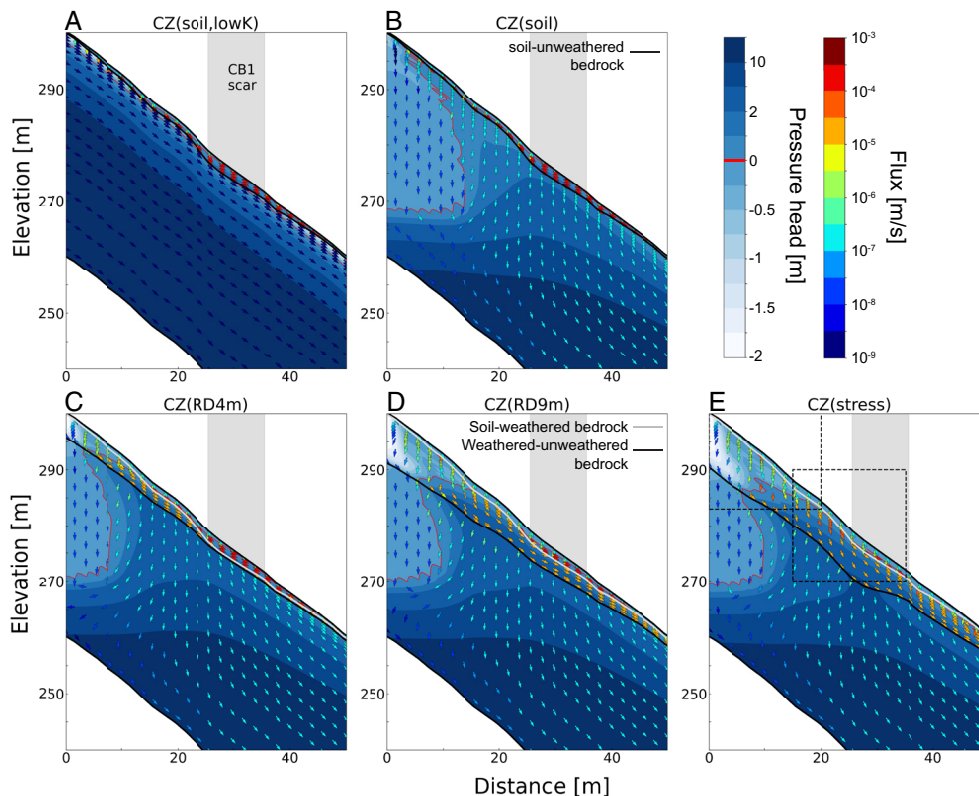 A
CZ(soil,lowK)
CB1
scar
290
270
250
0
20
40
Elevation [m]
B
CZ(soil)
soil-unweathered
bedrock
290
270
250
0
20
40
10
2
0
-0.5
-1
-1.5
-2
Pressure head [m]
10-3
10-4
10-5
10-6
10-7
10-8
10-9
Flux [m/s]
C
CZ(RD4m)
290
270
250
0
20
40
Elevation [m]
D
CZ(RD9m)
Soil-weathered bedrock
Weathered-unweathered
bedrock
290
270
250
0
20
40
E
CZ(stress)
290
270
250
0
20
40
Distance [m]